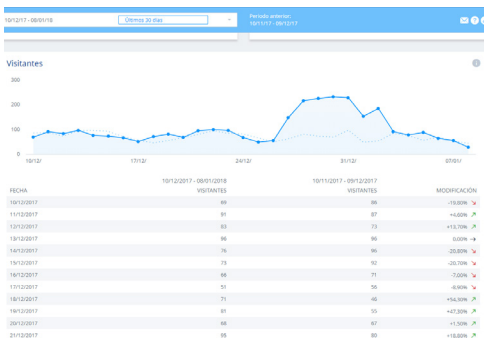 10/12/17 - 08/01/18
Últimos 30 días
Periodo anterior:
10/11/17 - 09/12/17
Visitantes
300
200
100
0
10/12/
17/12/
24/12/
31/12/
07/01/
10/12/2017 - 08/01/2018
10/11/2017 - 09/12/2017
FECHA VISITANTES VISITANTES MODIFICACIÓN
10/12/2017 69 86 -19.80%
11/12/2017 91 87 +4.60%
12/12/2017 83 73 +13.70%
13/12/2017 96 96 0.00%
14/12/2017 76 96 -20.80%
15/12/2017 73 92 -20.70%
16/12/2017 66 71 -7.00%
17/12/2017 51 56 -8.90%
18/12/2017 71 46 +54.30%
19/12/2017 81 55 +47.30%
20/12/2017 68 67 +1.50%
21/12/2017 95 80 +18.80%